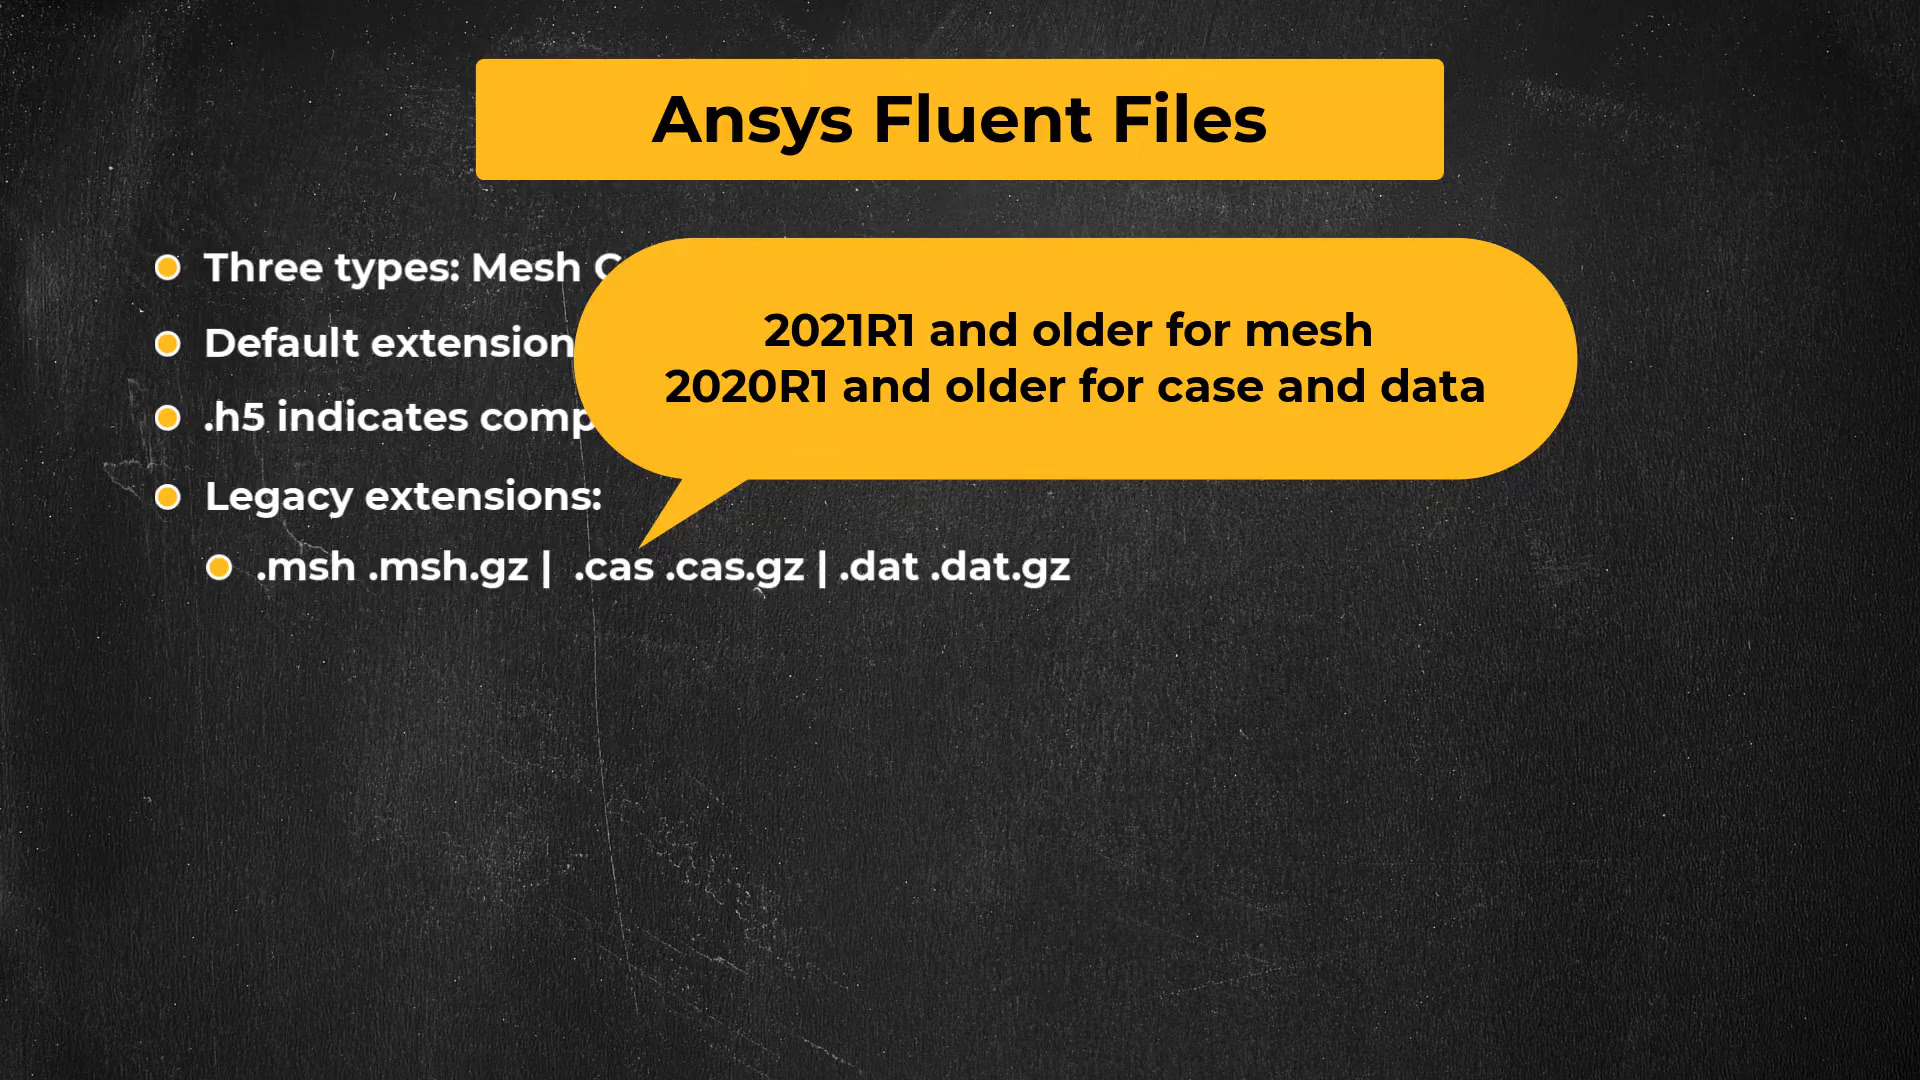 Ansys Fluent Files
Three types: Mesh
2021R1 and older for mesh
2020R1 and older for case and data
Default extension
.h5 indicates
Legacy extensions:
.msh .msh.gz | .cas .cas.gz | .dat .dat.gz